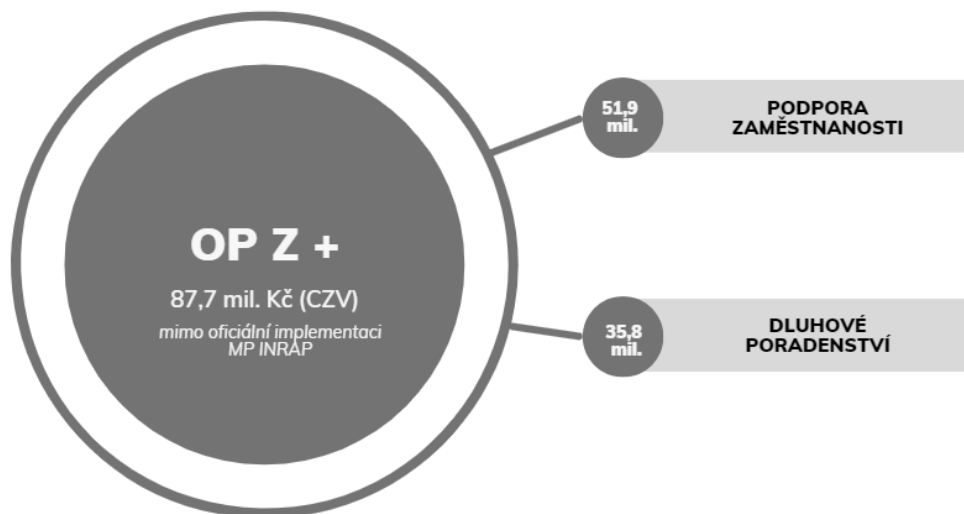 OP Z +
87,7 mil. Kč (CZV)
mimo oficiální implementaci
MP INRAP
51,9
mil.
PODPORA
ZAMĚSTNANOSTI
35,8
mil.
DLUHOVÉ
PORADENSTVÍ